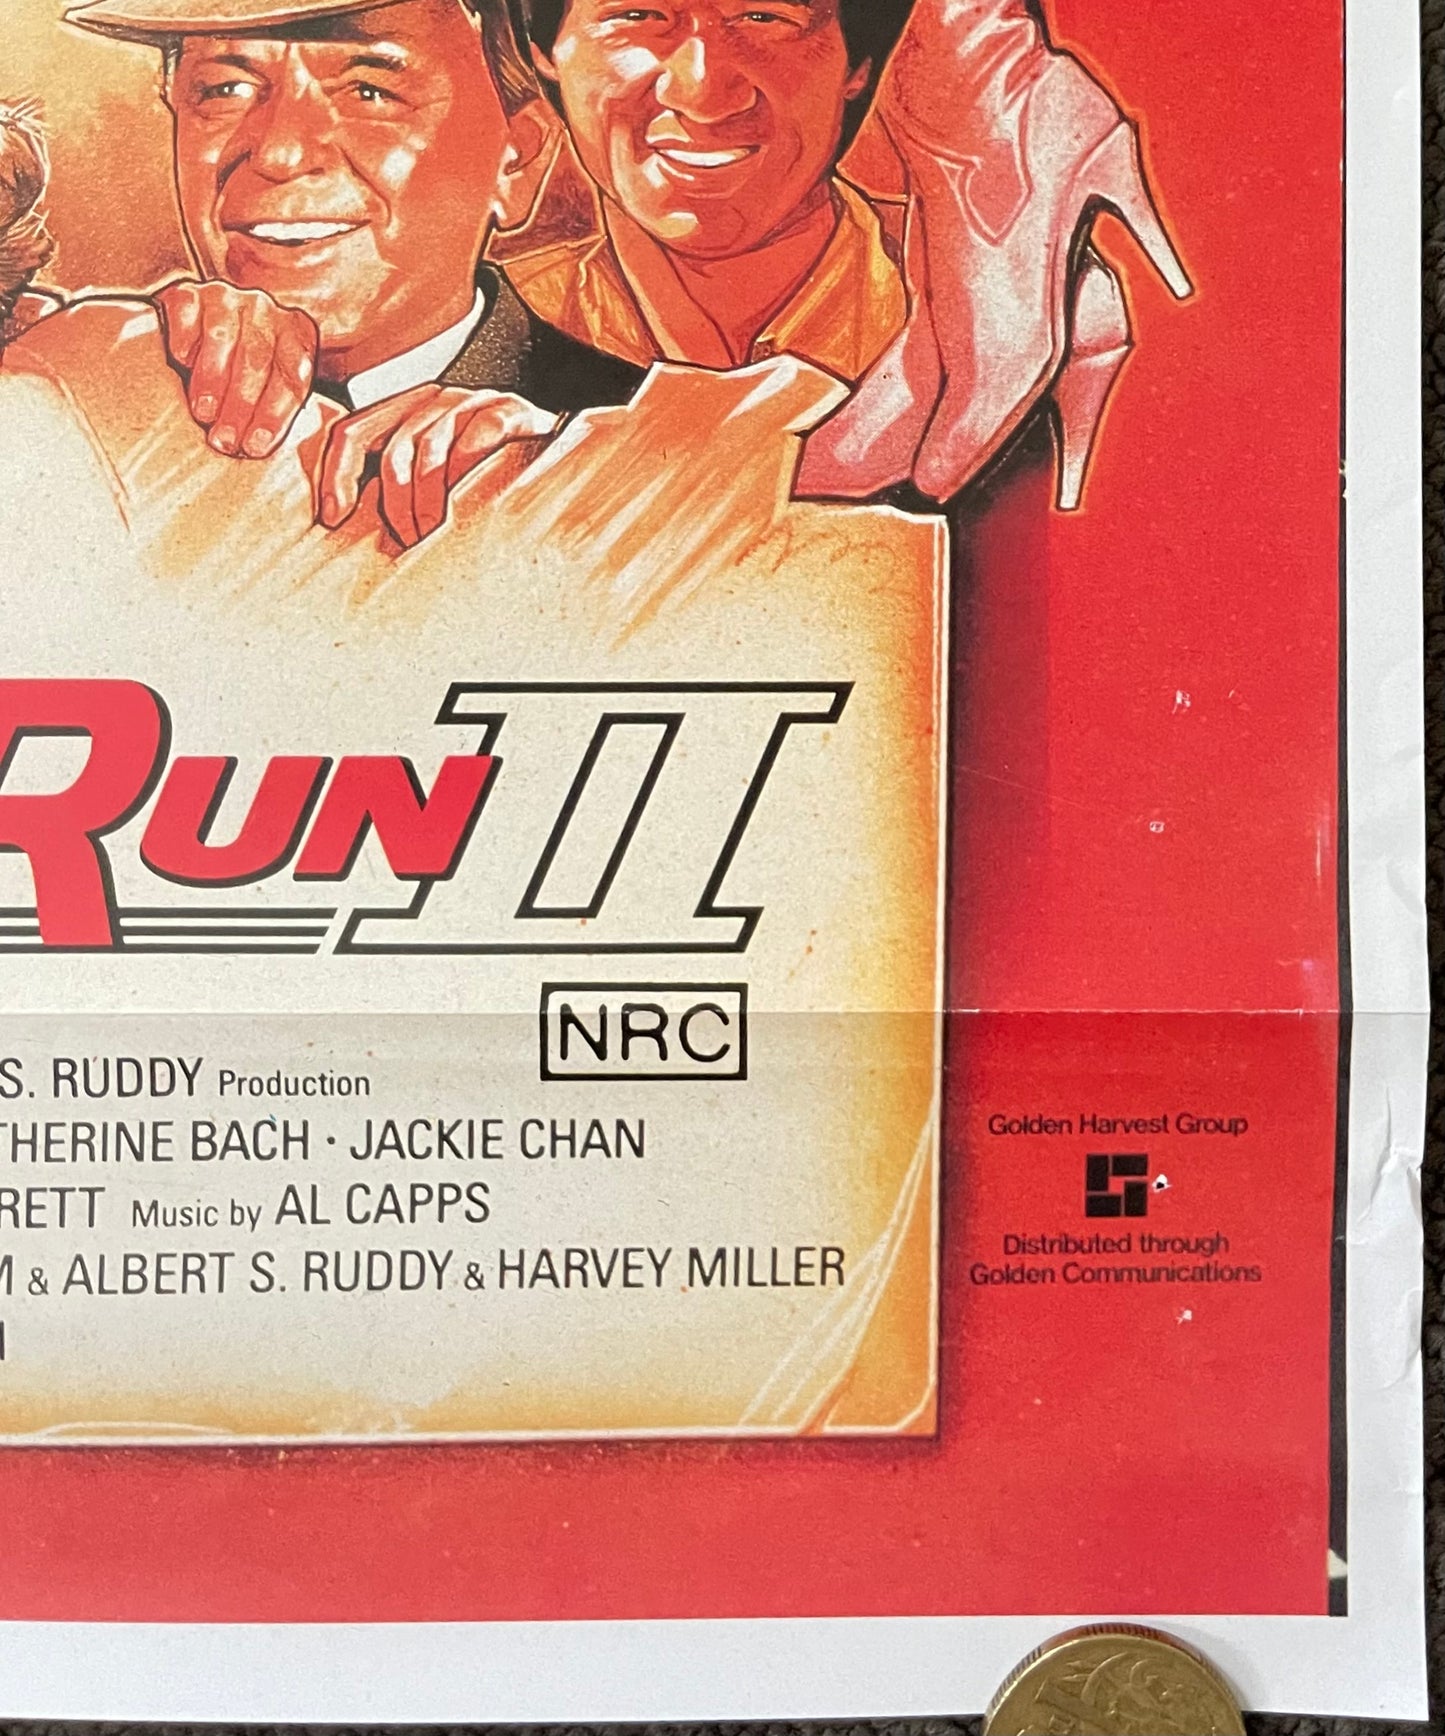 RUN II
NRC
S. RUDDY Production
THERINE BACH · JACKIE CHAN
RETT Music by AL CAPPS
M & ALBERT S. RUDDY & HARVEY MILLER
Golden Harvest Group
Distributed through
Golden Communications